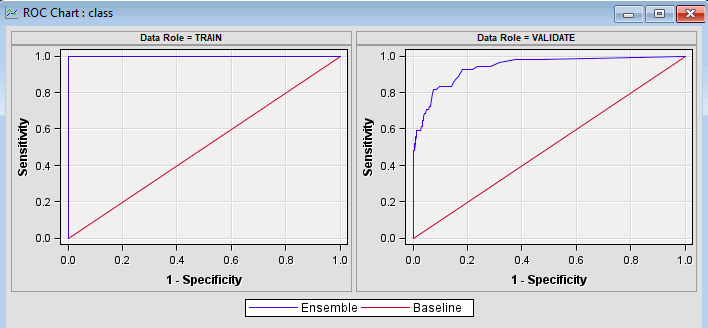 ROC Chart : class
Data Role = TRAIN
1.0
0.8
0.6
0.4
0.2
0.0
Sensitivity
0.0 0.2 0.4 0.6 0.8 1.0
1 - Specificity
Data Role = VALIDATE
1.0
0.8
0.6
0.4
0.2
0.0
Sensitivity
0.0 0.2 0.4 0.6 0.8 1.0
1 - Specificity
Ensemble Baseline